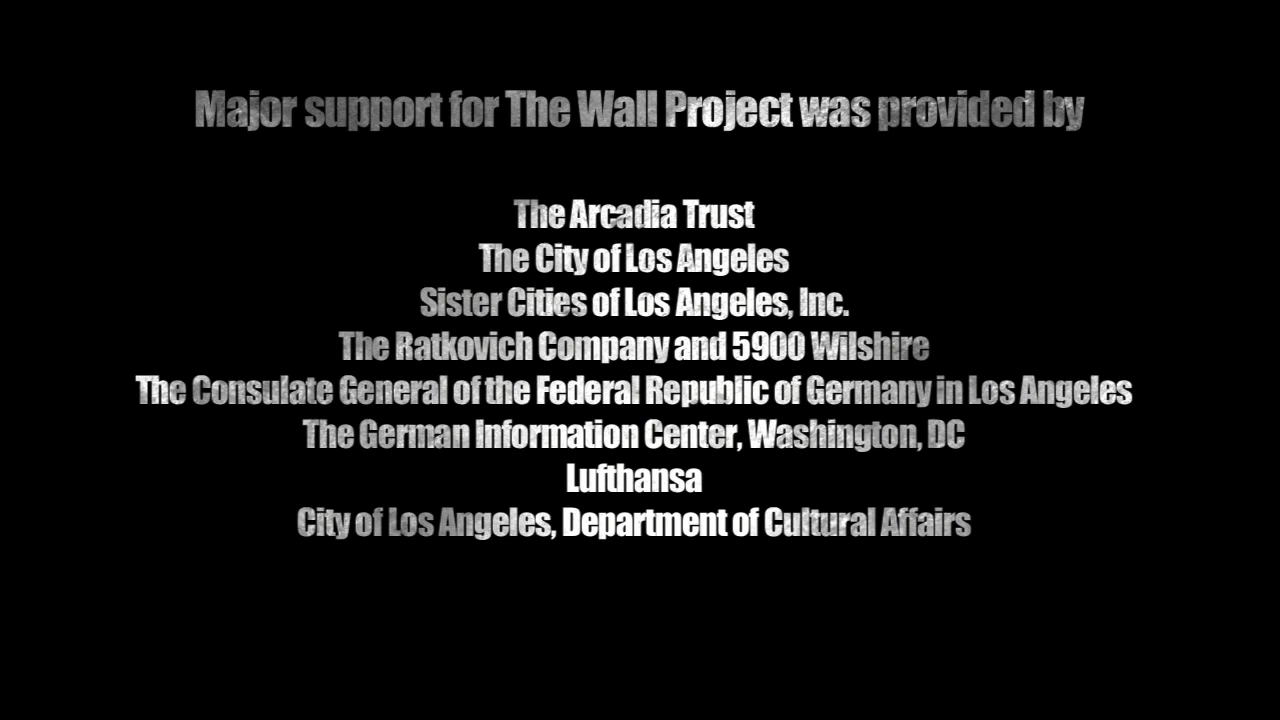 Major support for The Wall Project was provided by
The Arcadia Trust
The City of Los Angeles
Sister Cities of Los Angeles, Inc.
The Ratkovich Company and 5900 Wilshire
The Consulate General of the Federal Republic of Germany in Los Angeles
The German Information Center, Washington, DC
Lufthansa
City of Los Angeles, Department of Cultural Affairs